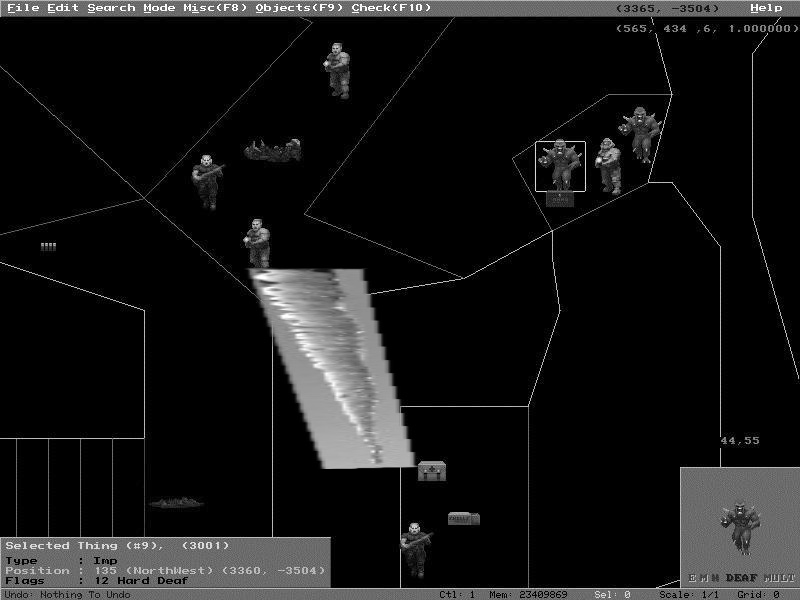 File Edit Search Mode Misc(F8) Objects(F9) Check(F10) (3365, -3504) Help
(565, 434 ,6, 1.000000)
44,55
Selected Thing (#9), (3001)
Type : Imp
Position : 135 (NorthWest) (3360, -3504)
Flags : 12 Hard Deaf
E M H DEAF MULT
Undo: Nothing To Undo Ctl: 1 Mem: 23409869 Sel: 0 Scale: 1/1 Grid: 0